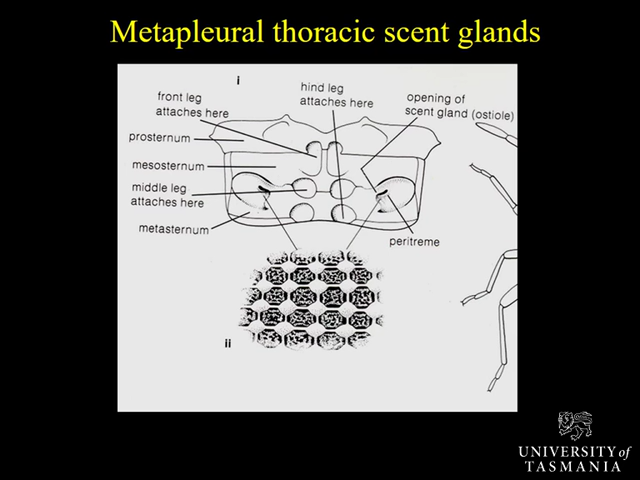 Metapleural thoracic scent glands
i
front leg
attaches here
hind leg
attaches here
opening of
scent gland (ostiole)
prosternum
mesosternum
middle leg
attaches here
metasternum
peritreme
ii
UNIVERSITY of
TASMANIA